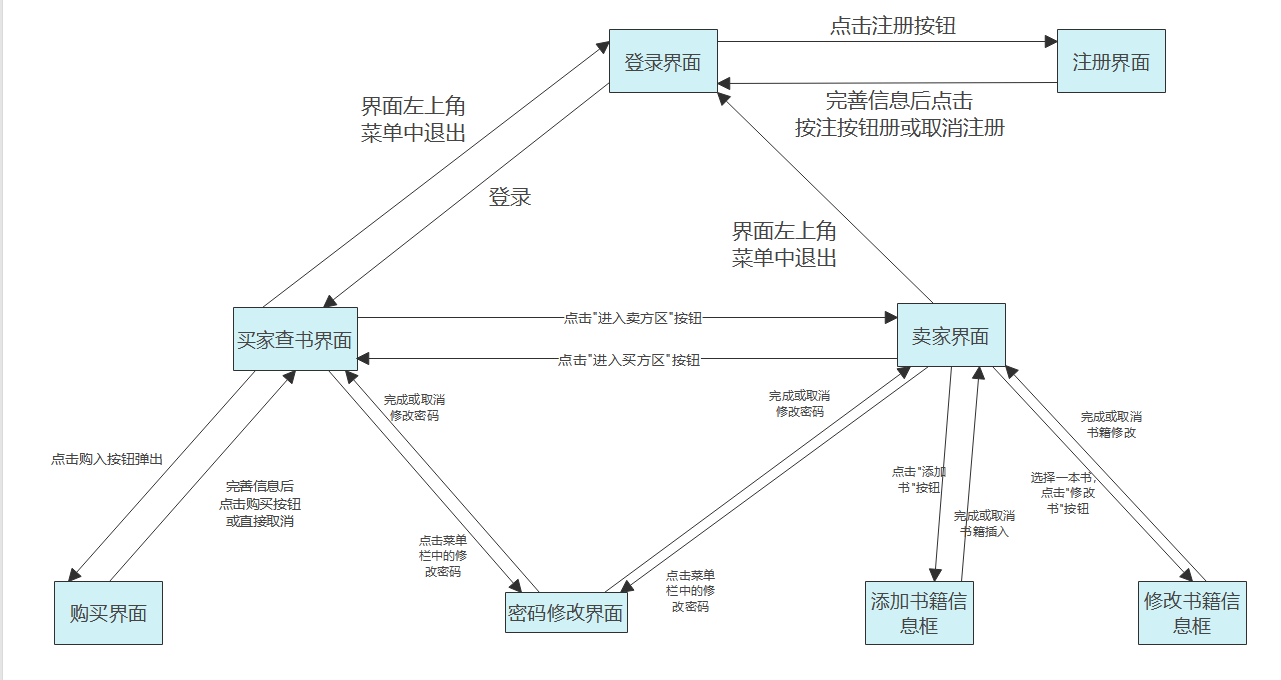 点击注册按钮
登录界面
注册界面
完善信息后点击
按注按钮册或取消注册
界面左上角
菜单中退出
登录
界面左上角
菜单中退出
买家查书界面
点击"进入卖方区"按钮
卖家界面
点击"进入买方区"按钮
完成或取消
修改密码
完成或取消
修改密码
完成或取消
书籍修改
点击购入按钮弹出
完善信息后
点击购买按钮
或直接取消
点击"添加
书"按钮
选择一本书,
点击"修改
书"按钮
完成或取消
书籍插入
点击菜单
栏中的修
改密码
点击菜单
栏中的修
改密码
购买界面
密码修改界面
添加书籍信
息框
修改书籍信
息框